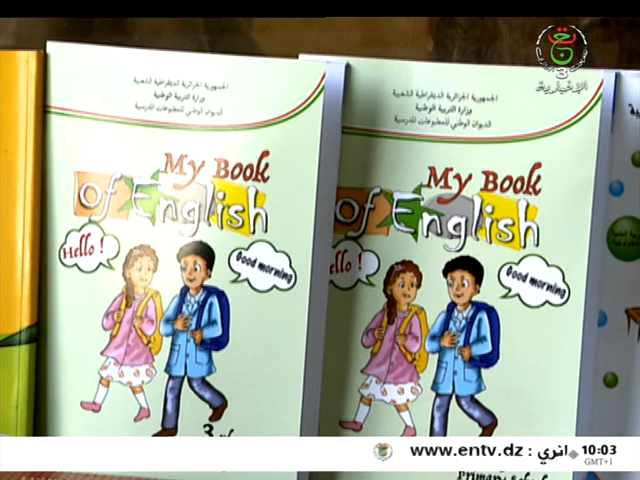 3
الإخبارية
الجمهورية الجزائرية الديمقراطية الشعبية
وزارة التربية الوطنية
الديوان الوطني للمطبوعات المدرسية
My Book
Of English
Hello !
Good morning
3
الجمهورية الجزائرية الديمقراطية الشعبية
وزارة التربية الوطنية
الديوان الوطني للمطبوعات المدرسية
My Book
Of English
Hello !
Good morning
www.entv.dz :
10:03
GMT+1